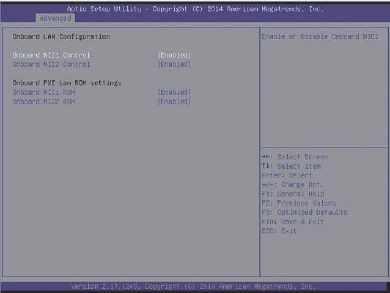 Aptio Setup Utility - Copyright (C) 2014 American Megatrends, Inc.
Advanced
Onboard LAN Configuration
Onboard NIC1 Control [Enabled]
Onboard NIC2 Control [Enabled]
Onboard PXE Lan ROM settings
Onboard NIC1 ROM [Enabled]
Onboard NIC2 ROM [Enabled]
Enable or Disable Onboard NIC1
: Select Screen
: Select Item
Enter: Select
+/-: Change Opt.
F1: General Help
F2: Previous Values
F3: Optimized Defaults
F10: Save & Exit
ESC: Exit
Version 2.17.1249. Copyright (C) 2014 American Megatrends, Inc.